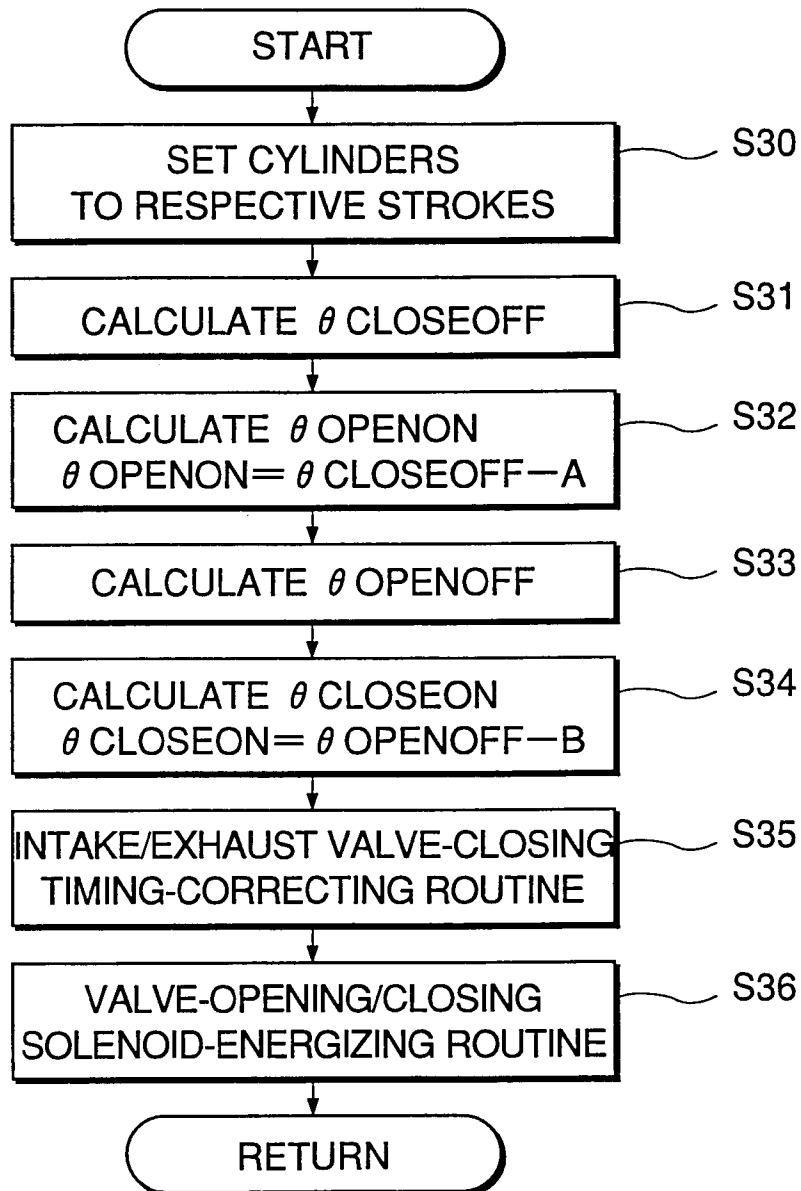 START
SET CYLINDERS
TO RESPECTIVE STROKES
S30
CALCULATE θ CLOSEOFF
S31
CALCULATE θ OPENON
θ OPENON＝θ CLOSEOFF－A
S32
CALCULATE θ OPENOFF
S33
CALCULATE θ CLOSEON
θ CLOSEON＝θ OPENOFF－B
S34
INTAKE/EXHAUST VALVE-CLOSING
TIMING-CORRECTING ROUTINE
S35
VALVE-OPENING/CLOSING
SOLENOID-ENERGIZING ROUTINE
S36
RETURN